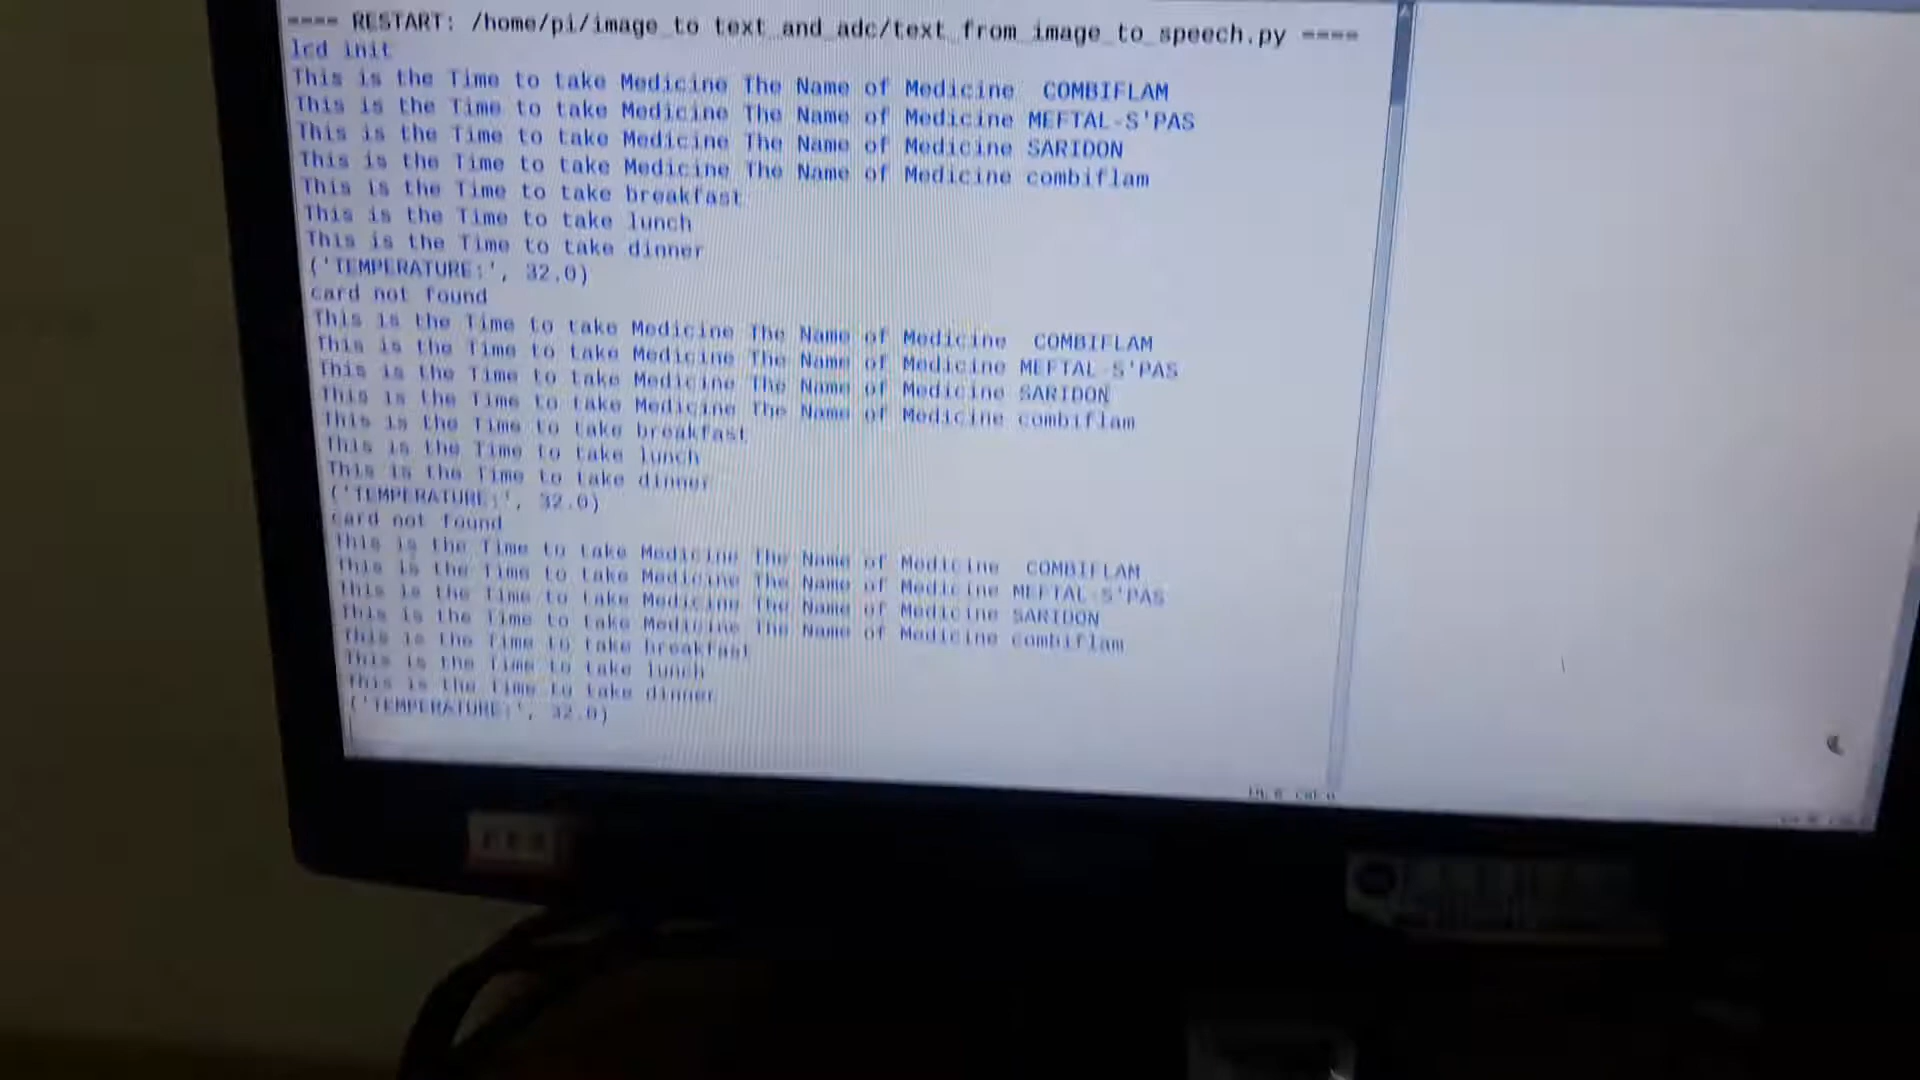 ==== RESTART: /home/pi/image_to text_and_adc/text_from_image_to_speech.py ====
lcd init
This is the Time to take Medicine The Name of Medicine  COMBIFLAM
This is the Time to take Medicine The Name of Medicine MEFTAL-S'PAS
This is the Time to take Medicine The Name of Medicine SARIDON
This is the Time to take Medicine The Name of Medicine combiflam
This is the Time to take breakfast
This is the Time to take lunch
This is the Time to take dinner
('TEMPERATURE:', 32.0)
card not found
This is the Time to take Medicine The Name of Medicine  COMBIFLAM
This is the Time to take Medicine The Name of Medicine MEFTAL-S'PAS
This is the Time to take Medicine The Name of Medicine SARIDON
This is the Time to take Medicine The Name of Medicine combiflam
This is the Time to take breakfast
This is the Time to take lunch
This is the Time to take dinner
('TEMPERATURE:', 32.0)
card not found
This is the Time to take Medicine The Name of Medicine  COMBIFLAM
This is the Time to take Medicine The Name of Medicine MEFTAL-S'PAS
This is the Time to take Medicine The Name of Medicine SARIDON
This is the Time to take Medicine The Name of Medicine combiflam
This is the Time to take breakfast
This is the Time to take lunch
This is the Time to take dinner
('TEMPERATURE:', 32.0)